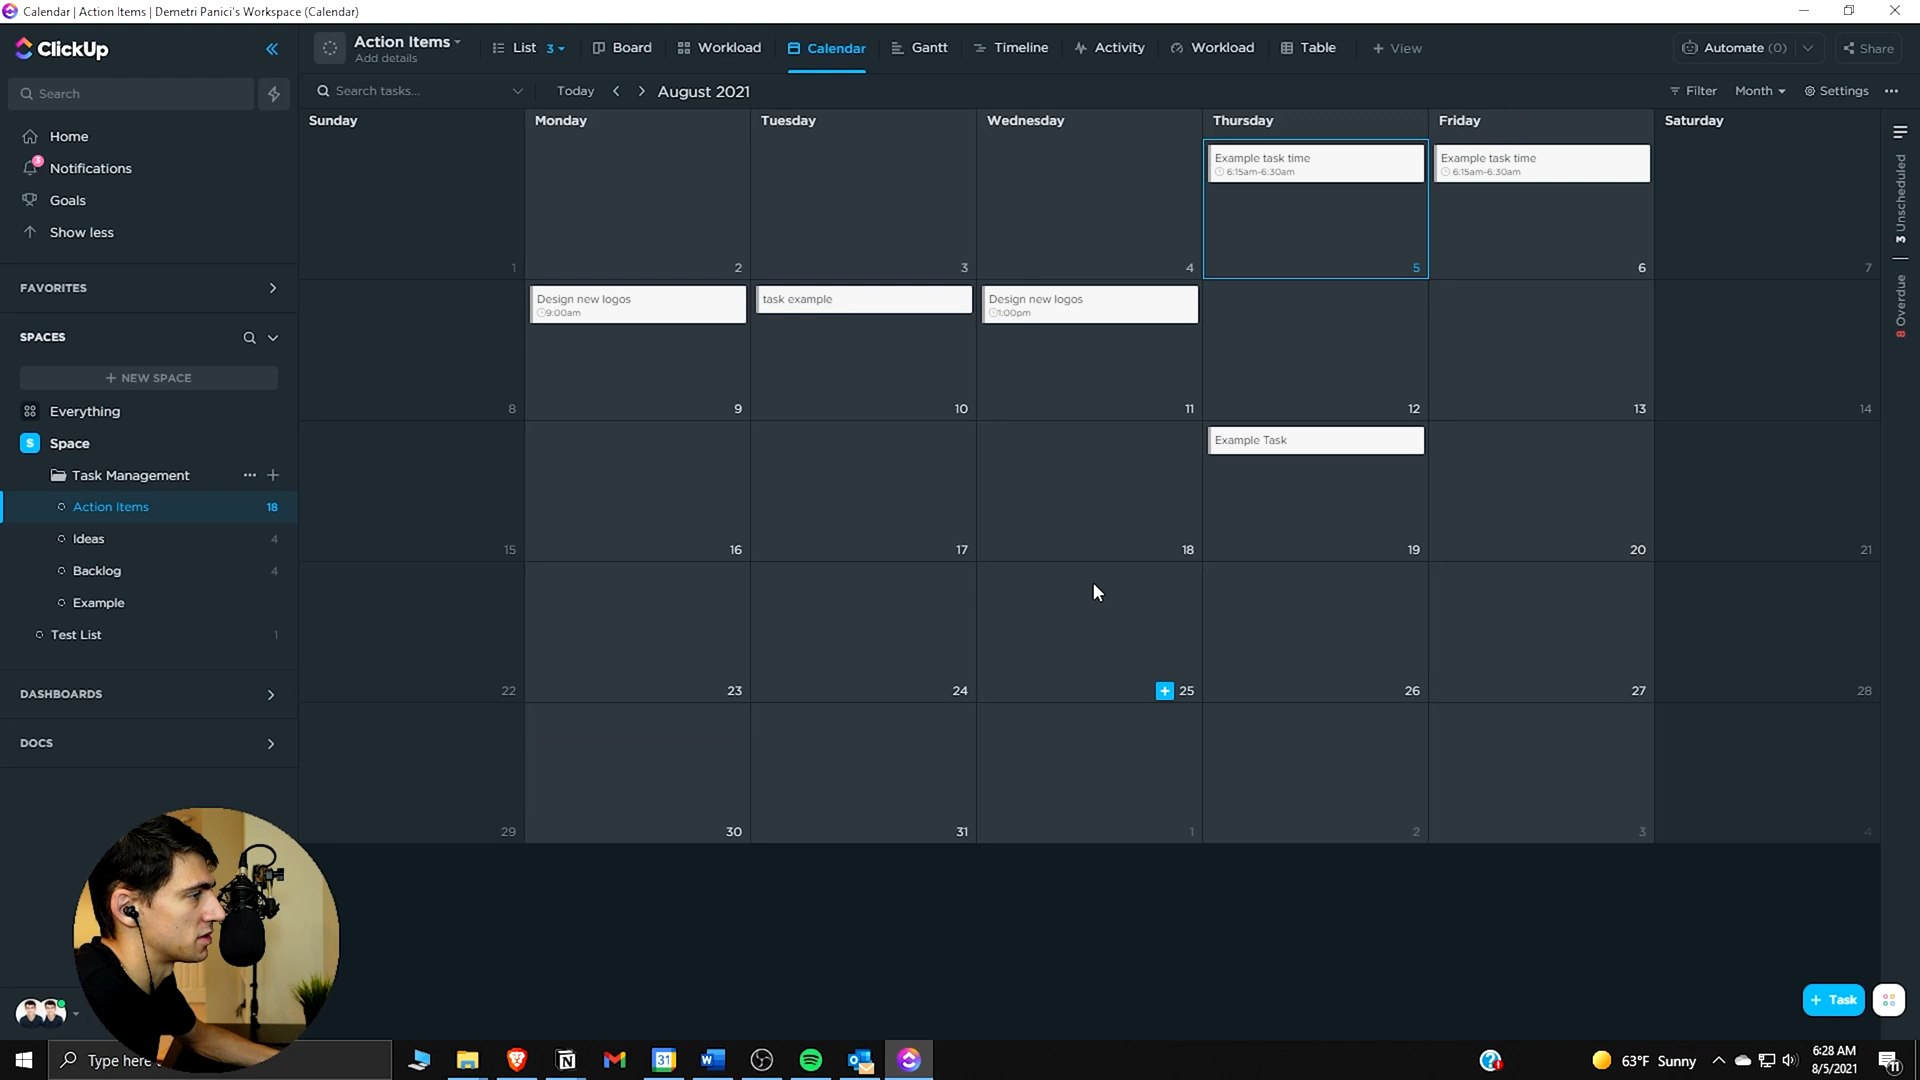 Calendar | Action Items | Demetri Panici's Workspace (Calendar)
ClickUp
Action Items
Add details
List 3
Board
Workload
Calendar
Gantt
Timeline
Activity
Workload
Table
+ View
Automate (0)
Share
Search
Search tasks...
Today
August 2021
Filter
Month
Settings
Home
3
Notifications
Goals
Show less
FAVORITES
SPACES
+ NEW SPACE
Everything
S Space
Task Management
Action Items 18
Ideas 4
Backlog 4
Example
Test List 1
DASHBOARDS
DOCS
Sunday Monday Tuesday Wednesday Thursday Friday Saturday
Example task time
6:15am-6:30am
Example task time
6:15am-6:30am
1 2 3 4 5 6 7
Design new logos
9:00am
task example
Design new logos
1:00pm
8 9 10 11 12 13 14
Example Task
15 16 17 18 19 20 21
22 23 24 + 25 26 27 28
29 30 31 1 2 3 4
3 Unscheduled
8 Overdue
+ Task
Type here
31
63°F Sunny
6:28 AM
8/5/2021
11